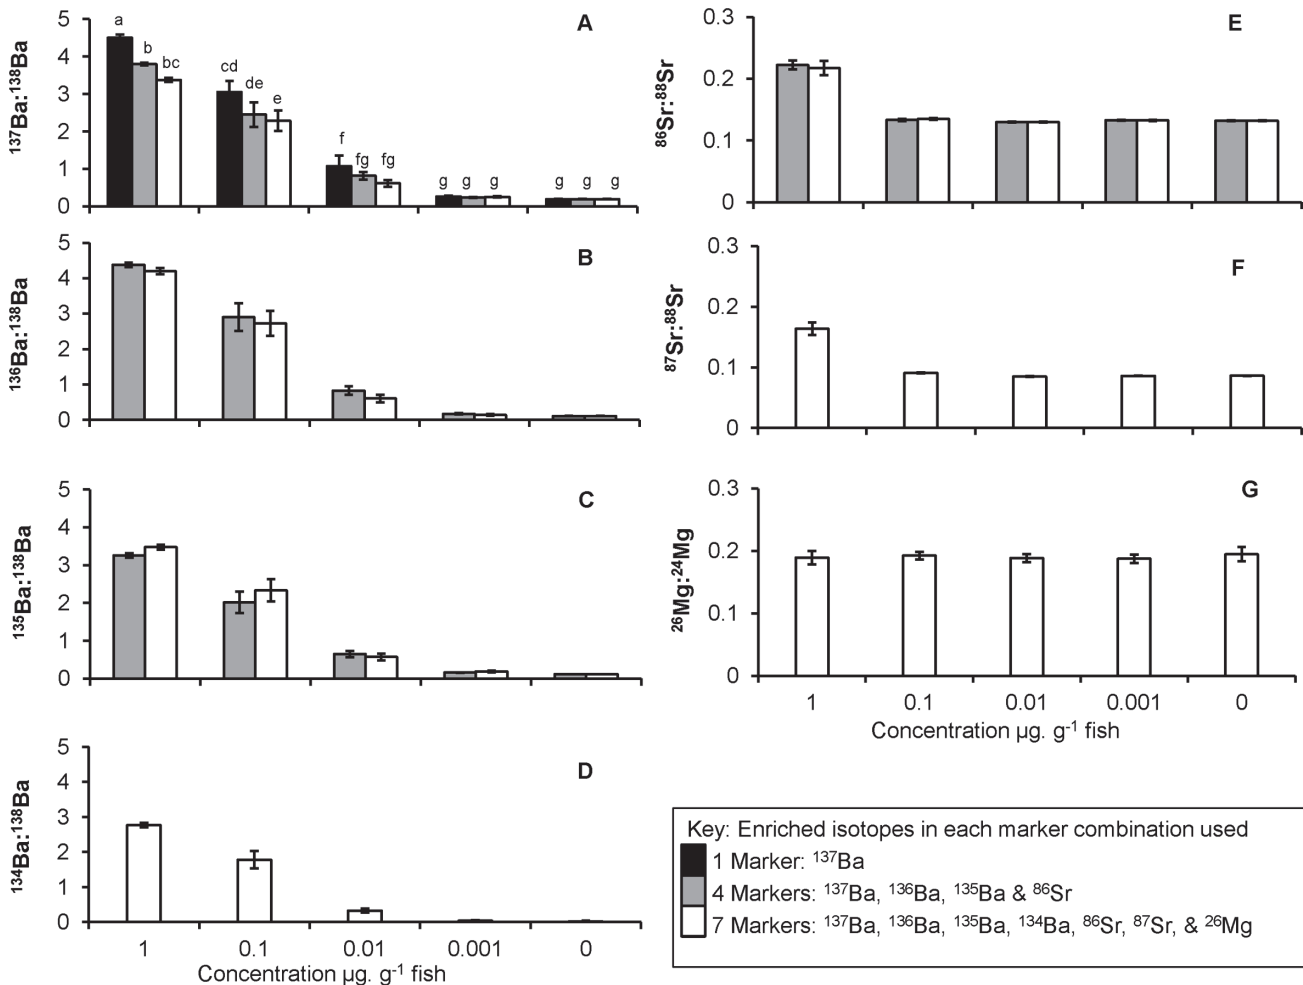 A
5
4
3
2
1
0
137Ba:138Ba
a
b
bc
cd
de
e
f
fg
fg
g
g
g
g
g
g
B
5
4
3
2
1
0
136Ba:138Ba
C
5
4
3
2
1
0
135Ba:138Ba
D
5
4
3
2
1
0
134Ba:138Ba
1 0.1 0.01 0.001 0
Concentration µg. g-1 fish
E
0.3
0.2
0.1
0
86Sr:88Sr
F
0.3
0.2
0.1
0
87Sr:88Sr
G
0.3
0.2
0.1
0
26Mg:24Mg
1 0.1 0.01 0.001 0
Concentration µg. g-1 fish
Key: Enriched isotopes in each marker combination used
1 Marker: 137Ba
4 Markers: 137Ba, 136Ba, 135Ba & 86Sr
7 Markers: 137Ba, 136Ba, 135Ba, 134Ba, 86Sr, 87Sr, & 26Mg